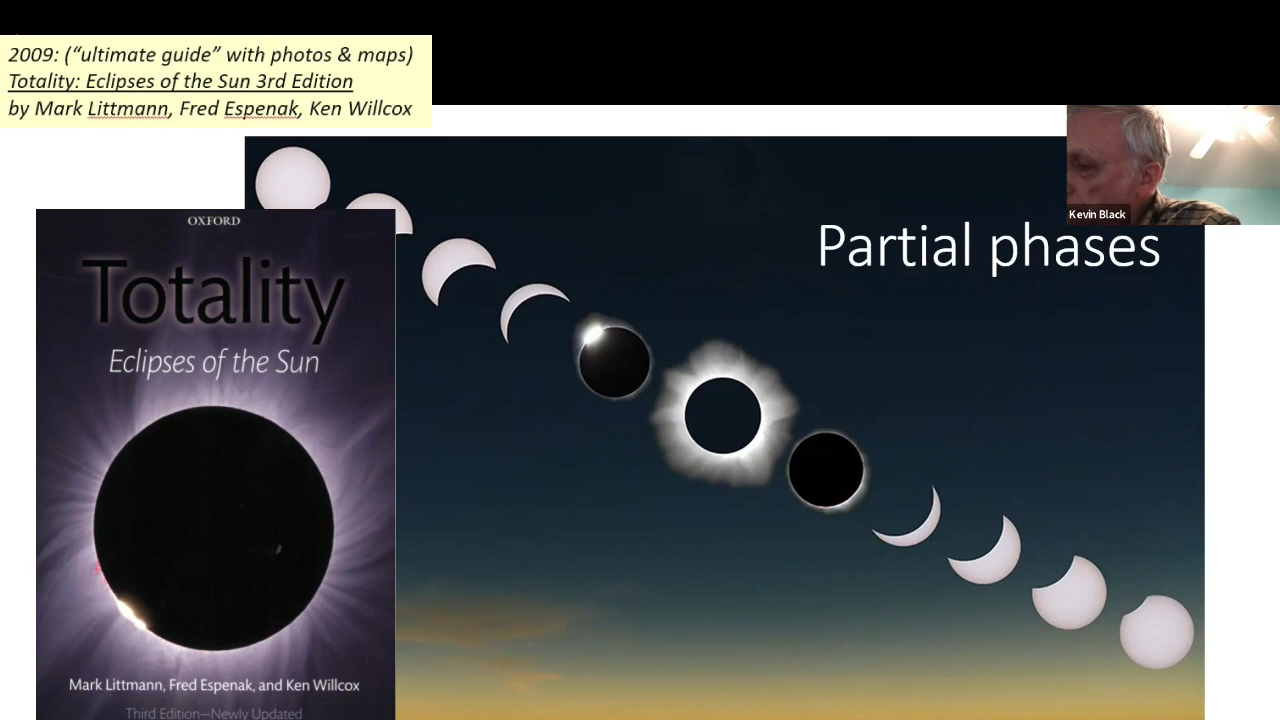 2009: (“ultimate guide” with photos & maps)
Totality: Eclipses of the Sun 3rd Edition
by Mark Littmann, Fred Espenak, Ken Willcox
Kevin Black
Partial phases
OXFORD
Totality
Eclipses of the Sun
Mark Littmann, Fred Espenak, and Ken Willcox
Third Edition—Newly Updated